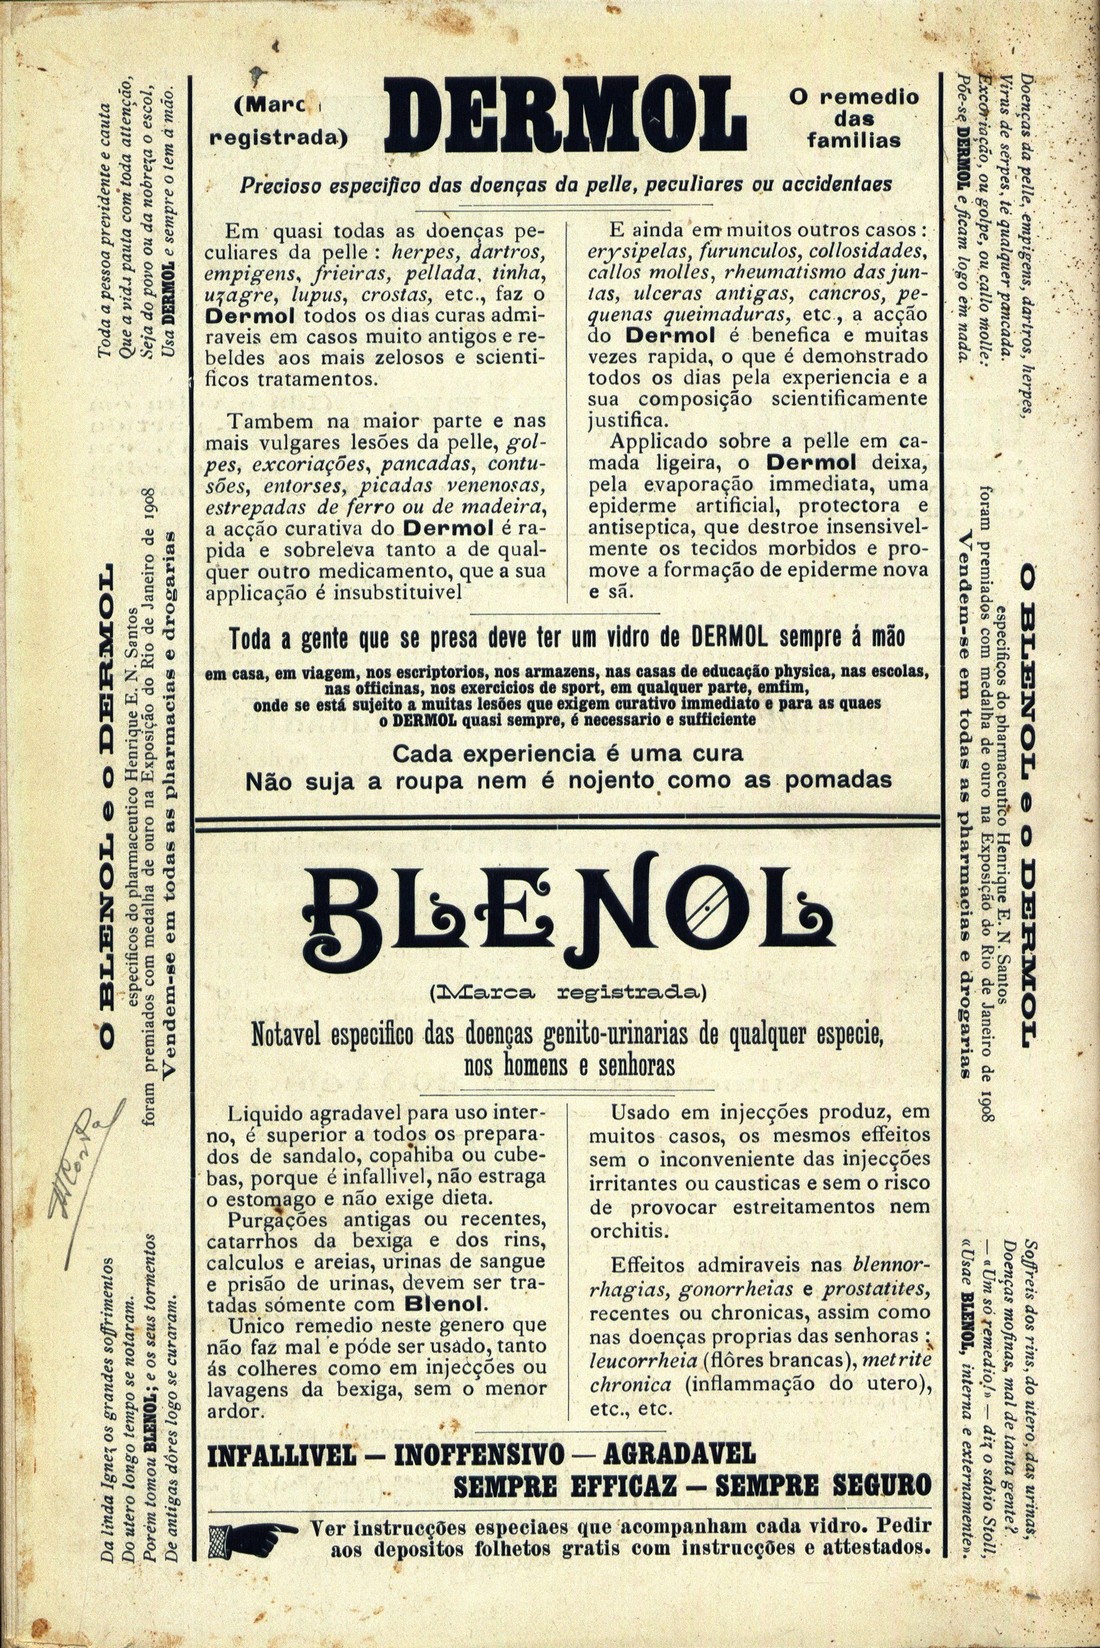 (Marc
registrada)
DERMOL
O remedio
das
familias
Precioso especifico das doenças da pelle, peculiares ou accidentaes
Em quasi todas as doenças pe-
culiares da pelle : herpes, dartros,
empigens, frieiras, pellada, tinha,
uzagre, lupus, crostas, etc., faz o
Dermol todos os dias curas admi-
raveis em casos muito antigos e re-
beldes aos mais zelosos e scienti-
ficos tratamentos.
Tambem na maior parte e nas
mais vulgares lesões da pelle, gol-
pes, excoriações, pancadas, contu-
sões, entorses, picadas venenosas,
estrepadas de ferro ou de madeira,
a acção curativa do Dermol é ra-
pida e sobreleva tanto a de qual-
quer outro medicamento, que a sua
applicação é insubstituivel
E ainda em muitos outros casos :
erysipelas, furunculos, collosidades,
callos molles, rheumatismo das jun-
tas, ulceras antigas, cancros, pe-
quenas queimaduras, etc., a acção
do Dermol é benefica e muitas
vezes rapida, o que é demonstrado
todos os dias pela experiencia e a
sua composição scientificamente
justifica.
Applicado sobre a pelle em ca-
mada ligeira, o Dermol deixa,
pela evaporação immediata, uma
epiderme artificial, protectora e
antiseptica, que destroe insensivel-
mente os tecidos morbidos e pro-
move a formação de epiderme nova
e sã.
Toda a gente que se presa deve ter um vidro de DERMOL sempre á mão
em casa, em viagem, nos escriptorios, nos armazens, nas casas de educação physica, nas escolas,
nas officinas, nos exercicios de sport, em qualquer parte, emfim,
onde se está sujeito a muitas lesões que exigem curativo immediato e para as quaes
o DERMOL quasi sempre, é necessario e sufficiente
Cada experiencia é uma cura
Não suja a roupa nem é nojento como as pomadas
BLENOL
(Marca registrada)
Notavel especifico das doenças genito-urinarias de qualquer especie,
nos homens e senhoras
Liquido agradavel para uso inter-
no, é superior a todos os prepara-
dos de sandalo, copahiba ou cube-
bas, porque é infallivel, não estraga
o estomago e não exige dieta.
Purgações antigas ou recentes,
catarrhos da bexiga e dos rins,
calculos e areias, urinas de sangue
e prisão de urinas, devem ser tra-
tadas sómente com Blenol.
Unico remedio neste genero que
não faz mal e póde ser usado, tanto
ás colheres como em injecções ou
lavagens da bexiga, sem o menor
ardor.
Usado em injecções produz, em
muitos casos, os mesmos effeitos
sem o inconveniente das injecções
irritantes ou causticas e sem o risco
de provocar estreitamentos nem
orchitis.
Effeitos admiraveis nas blennor-
rhagias, gonorrheias e prostatites,
recentes ou chronicas, assim como
nas doenças proprias das senhoras :
leucorrheia (flôres brancas), metrite
chronica (inflammação do utero),
etc., etc.
INFALLIVEL — INOFFENSIVO — AGRADAVEL
SEMPRE EFFICAZ — SEMPRE SEGURO
Ver instrucções especiaes que acompanham cada vidro. Pedir
aos depositos folhetos gratis com instrucções e attestados.
Toda a pessoa previdente e cauta
Que a vida pauta com toda attenção,
Seja do povo ou da nobreza o escol,
Usa DERMOL e sempre o tem á mão.
O BLENOL e o DERMOL
especificos do pharmaceutico Henrique E. N. Santos
foram premiados com medalha de ouro na Exposição do Rio de Janeiro de 1908
Vendem-se em todas as pharmacias e drogarias
Da linda Ignez os grandes soffrimentos
Do utero longo tempo se notaram.
Porém tomou BLENOL; e os seus tormentos
De antigas dôres logo se curaram.
Doenças da pelle, empigens, dartros, herpes,
Virus de serpes, té qualquer pancada.
Excoriação, ou golpe, ou callo molle:
Põe-se DERMOL e ficam logo em nada.
O BLENOL e o DERMOL
especificos do pharmaceutico Henrique E. N. Santos
foram premiados com medalha de ouro na Exposição do Rio de Janeiro de 1908
Vendem-se em todas as pharmacias e drogarias
Soffreis dos rins, do utero, das urinas,
Doenças mofinas, mal de tanta gente?
— «Um só remedio!» — diz o sabio Stoll,
«Usae BLENOL, interna e externamente».